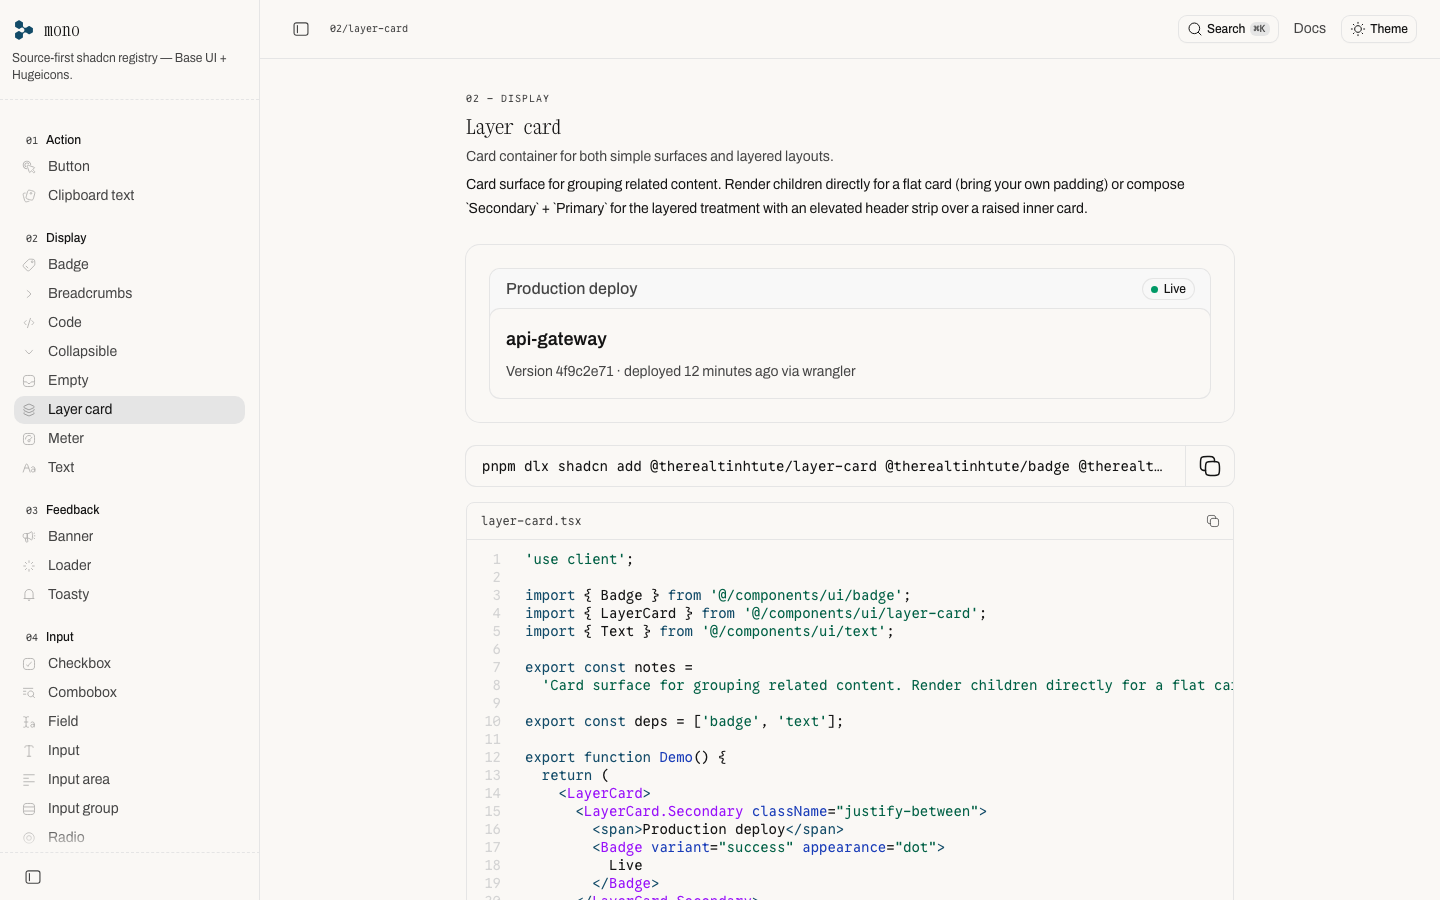 mono
Source-first shadcn registry — Base UI +
Hugeicons.
01 Action
Button
Clipboard text
02 Display
Badge
Breadcrumbs
Code
Collapsible
Empty
Layer card
Meter
Text
03 Feedback
Banner
Loader
Toasty
04 Input
Checkbox
Combobox
Field
Input
Input area
Input group
Radio
02/layer-card
Search ⌘K
Docs
Theme
02 — DISPLAY
Layer card
Card container for both simple surfaces and layered layouts.
Card surface for grouping related content. Render children directly for a flat card (bring your own padding) or compose
`Secondary` + `Primary` for the layered treatment with an elevated header strip over a raised inner card.
Production deploy
Live
api-gateway
Version 4f9c2e71 · deployed 12 minutes ago via wrangler
pnpm dlx shadcn add @therealtinhtute/layer-card @therealtinhtute/badge @therealt…
layer-card.tsx
1 'use client';
2
3 import { Badge } from '@/components/ui/badge';
4 import { LayerCard } from '@/components/ui/layer-card';
5 import { Text } from '@/components/ui/text';
6
7 export const notes =
8 'Card surface for grouping related content. Render children directly for a flat car
9
10 export const deps = ['badge', 'text'];
11
12 export function Demo() {
13 return (
14 <LayerCard>
15 <LayerCard.Secondary className="justify-between">
16 <span>Production deploy</span>
17 <Badge variant="success" appearance="dot">
18 Live
19 </Badge>
20 </LayerCard.Secondary>